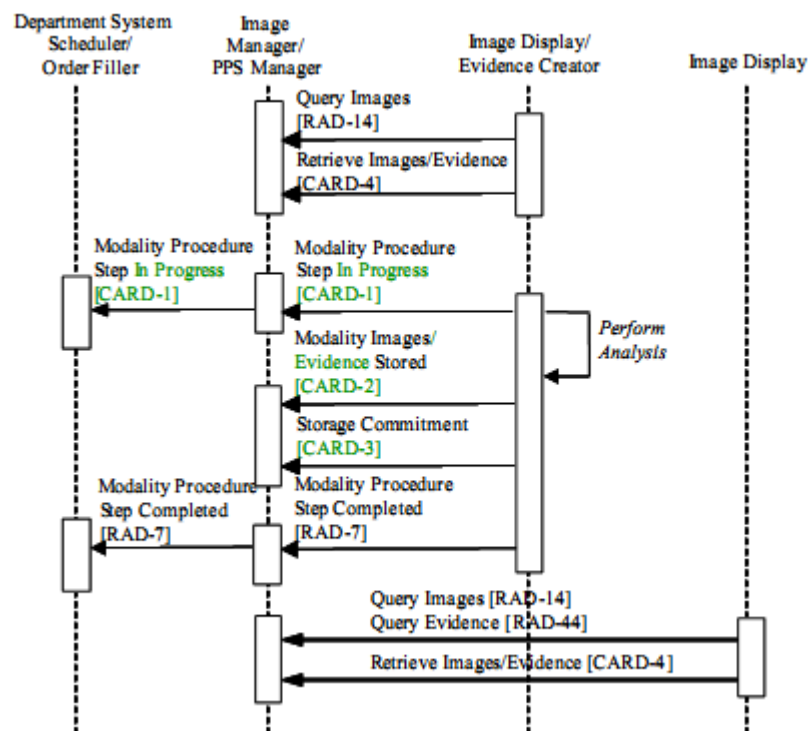 Department System
Scheduler/
Order Filler
Image
Manager/
PPS Manager
Image Display/
Evidence Creator
Image Display
Query Images
[RAD-14]
Retrieve Images/Evidence
[CARD-4]
Modality Procedure
Step In Progress
[CARD-1]
Modality Procedure
Step In Progress
[CARD-1]
Perform
Analysis
Modality Images/
Evidence Stored
[CARD-2]
Storage Commitment
[CARD-3]
Modality Procedure
Step Completed
[RAD-7]
Modality Procedure
Step Completed
[RAD-7]
Query Images [RAD-14]
Query Evidence [RAD-44]
Retrieve Images/Evidence [CARD-4]